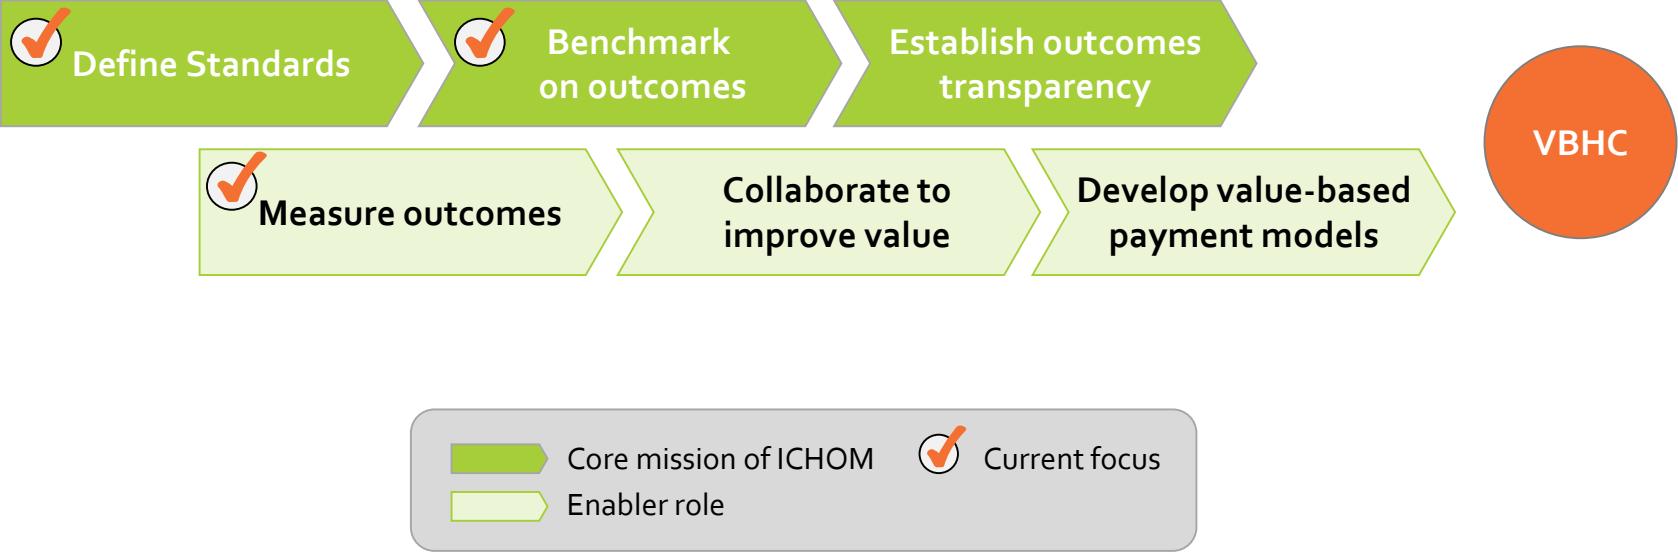 Define Standards
Benchmark
on outcomes
Establish outcomes
transparency
VBHC
Measure outcomes
Collaborate to
improve value
Develop value-based
payment models
Core mission of ICHOM
Current focus
Enabler role